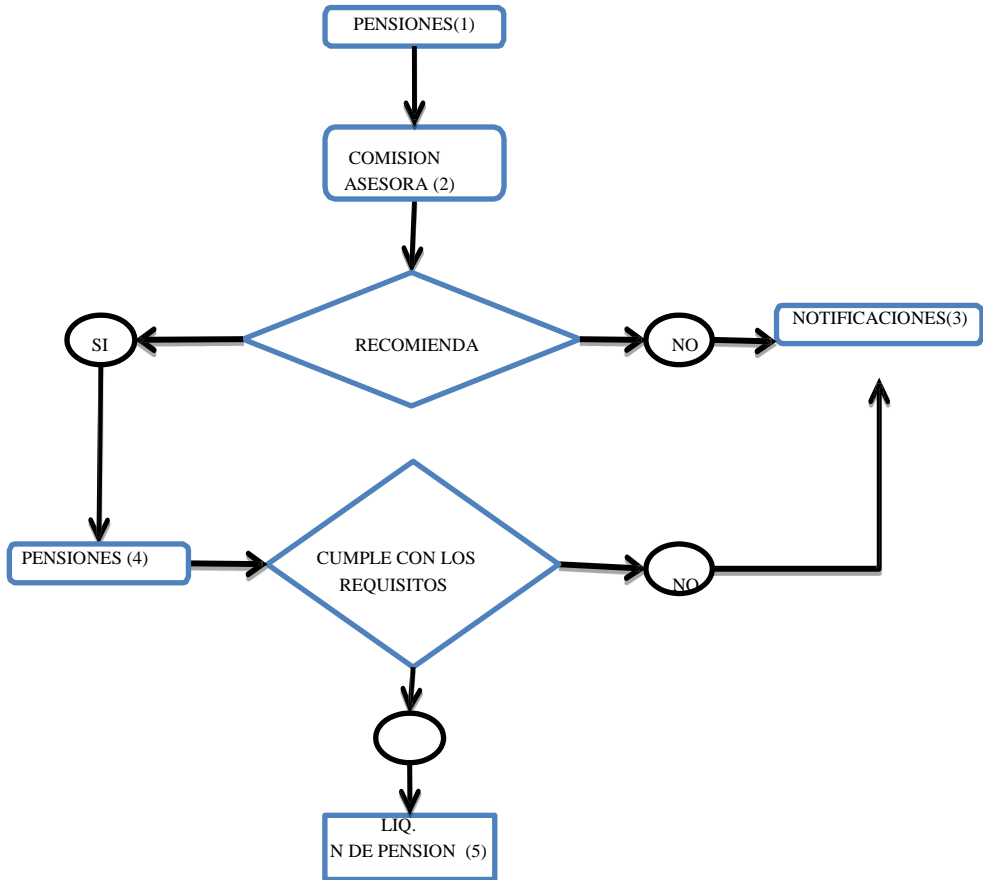 PENSIONES(1)
COMISION
ASESORA (2)
SI
RECOMIENDA
NO
NOTIFICACIONES(3)
PENSIONES (4)
CUMPLE CON LOS
REQUISITOS
NO
LIQ.
N DE PENSION (5)